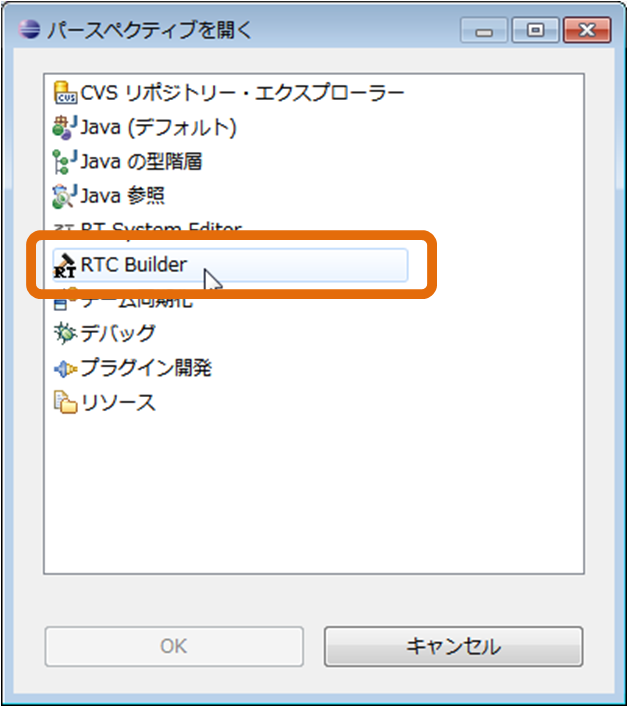 パースペクティブを開く
CVS リポジトリー・エクスプローラー
Java (デフォルト)
Java の型階層
Java 参照
RT System Editor
RTC Builder
チーム同期化
デバッグ
プラグイン開発
リソース
OK
キャンセル